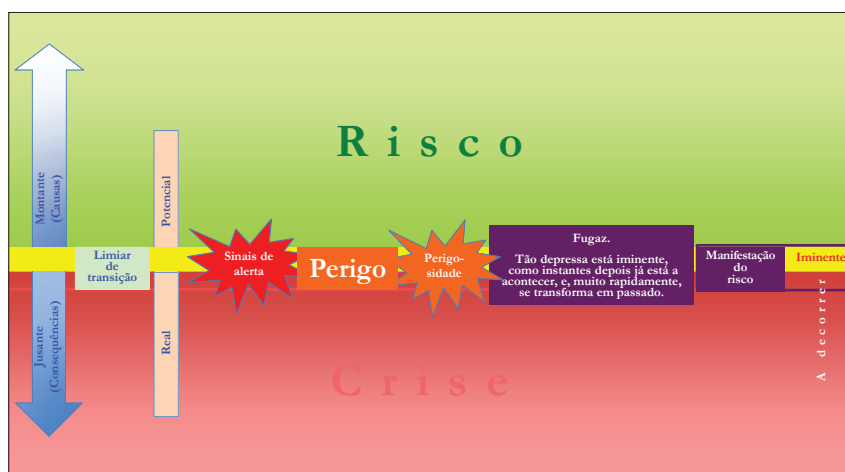 Risco
Montante
(Causas)
Potencial
Limiar
de
transição
Sinais de
alerta
Perigo
Perigo-
sidade
Fugaz.
Tão depressa está iminente,
como instantes depois já está a
acontecer, e, muito rapidamente,
se transforma em passado.
Manifestação
do
risco
Iminente
A decorrer
Jusante
(Consequências)
Real
Crise